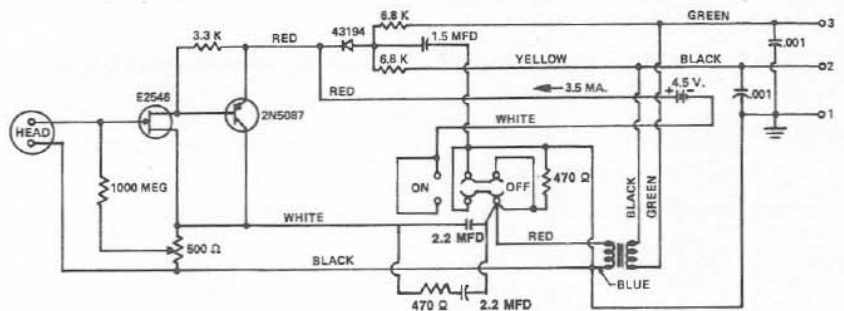 6.8 K
GREEN
3
3.3 K
RED
43194
1.5 MFD
.001
6.8 K
YELLOW
BLACK
2
E2546
RED
3.5 MA.
4.5 V.
+ -
.001
2N5087
WHITE
1
HEAD
1000 MEG
ON
OFF
470 Ω
BLACK
GREEN
WHITE
2.2 MFD
RED
500 Ω
BLACK
BLUE
470 Ω
2.2 MFD